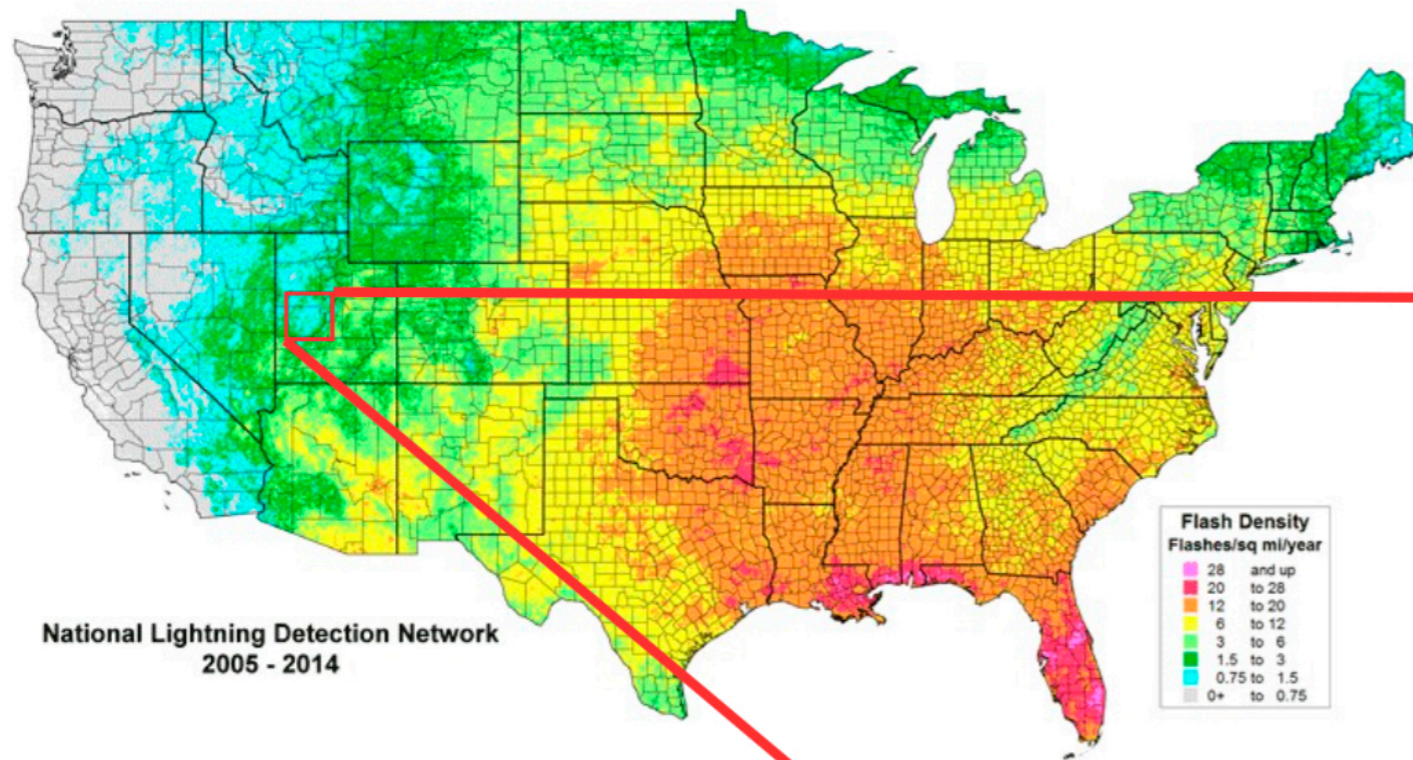 National Lightning Detection Network
2005 - 2014
Flash Density
Flashes/sq mi/year
28 and up
20 to 28
12 to 20
6 to 12
3 to 6
1.5 to 3
0.75 to 1.5
0+ to 0.75